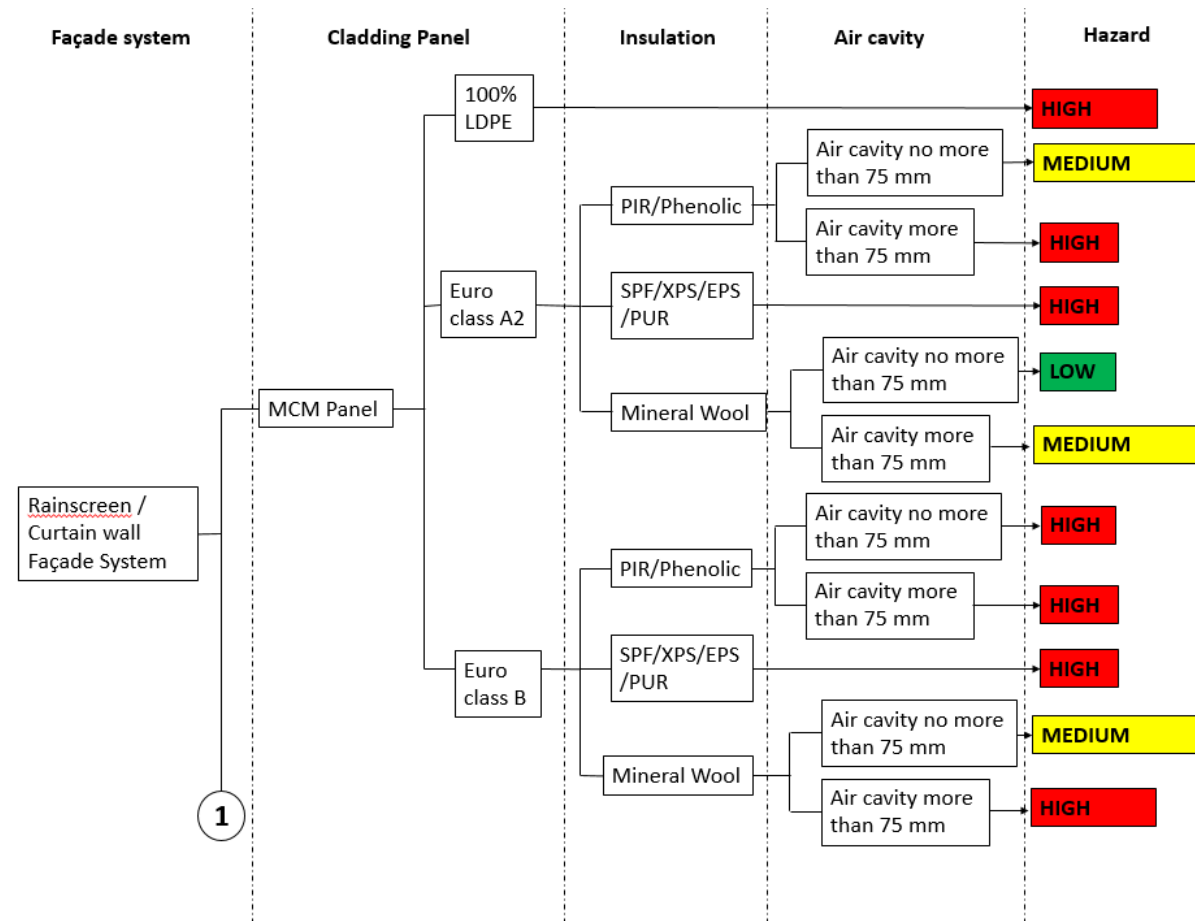 Façade system
Cladding Panel
Insulation
Air cavity
Hazard
100%
LDPE
HIGH
Air cavity no more
than 75 mm
MEDIUM
PIR/Phenolic
Air cavity more
than 75 mm
HIGH
Euro
class A2
SPF/XPS/EPS
/PUR
HIGH
Air cavity no more
than 75 mm
LOW
MCM Panel
Mineral Wool
Air cavity more
than 75 mm
MEDIUM
Rainscreen /
Curtain wall
Façade System
Air cavity no more
than 75 mm
HIGH
PIR/Phenolic
Air cavity more
than 75 mm
HIGH
Euro
class B
SPF/XPS/EPS
/PUR
HIGH
Air cavity no more
than 75 mm
MEDIUM
Mineral Wool
Air cavity more
than 75 mm
HIGH
1